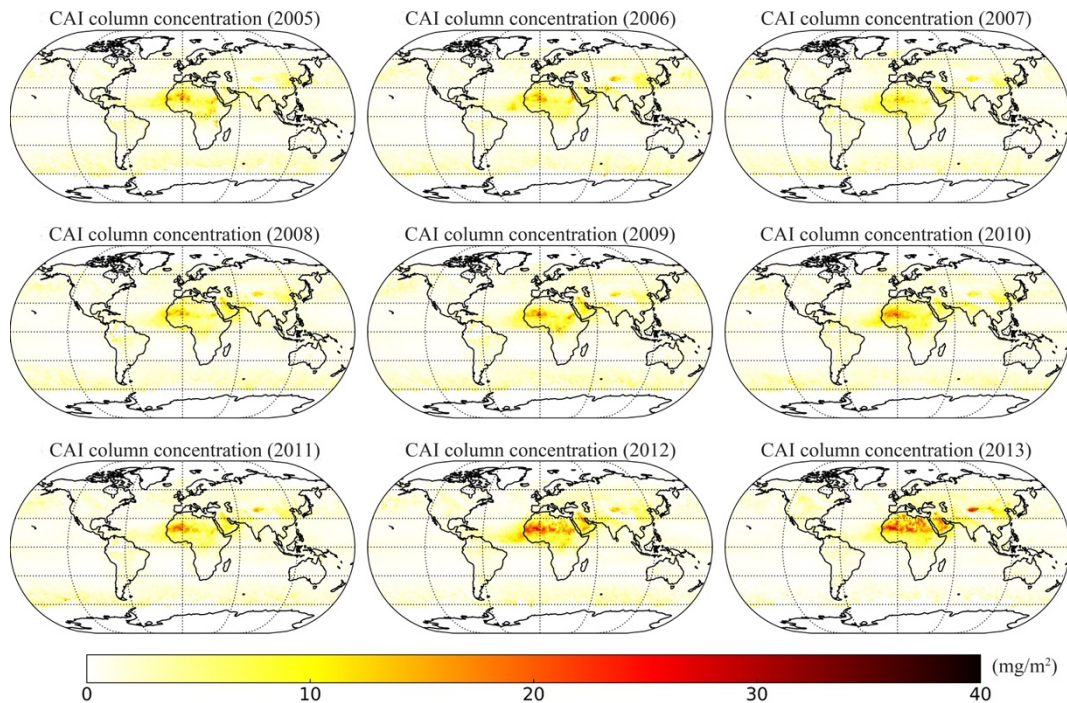 CAI column concentration (2005)
CAI column concentration (2006)
CAI column concentration (2007)
CAI column concentration (2008)
CAI column concentration (2009)
CAI column concentration (2010)
CAI column concentration (2011)
CAI column concentration (2012)
CAI column concentration (2013)
(mg/m²)
0 10 20 30 40